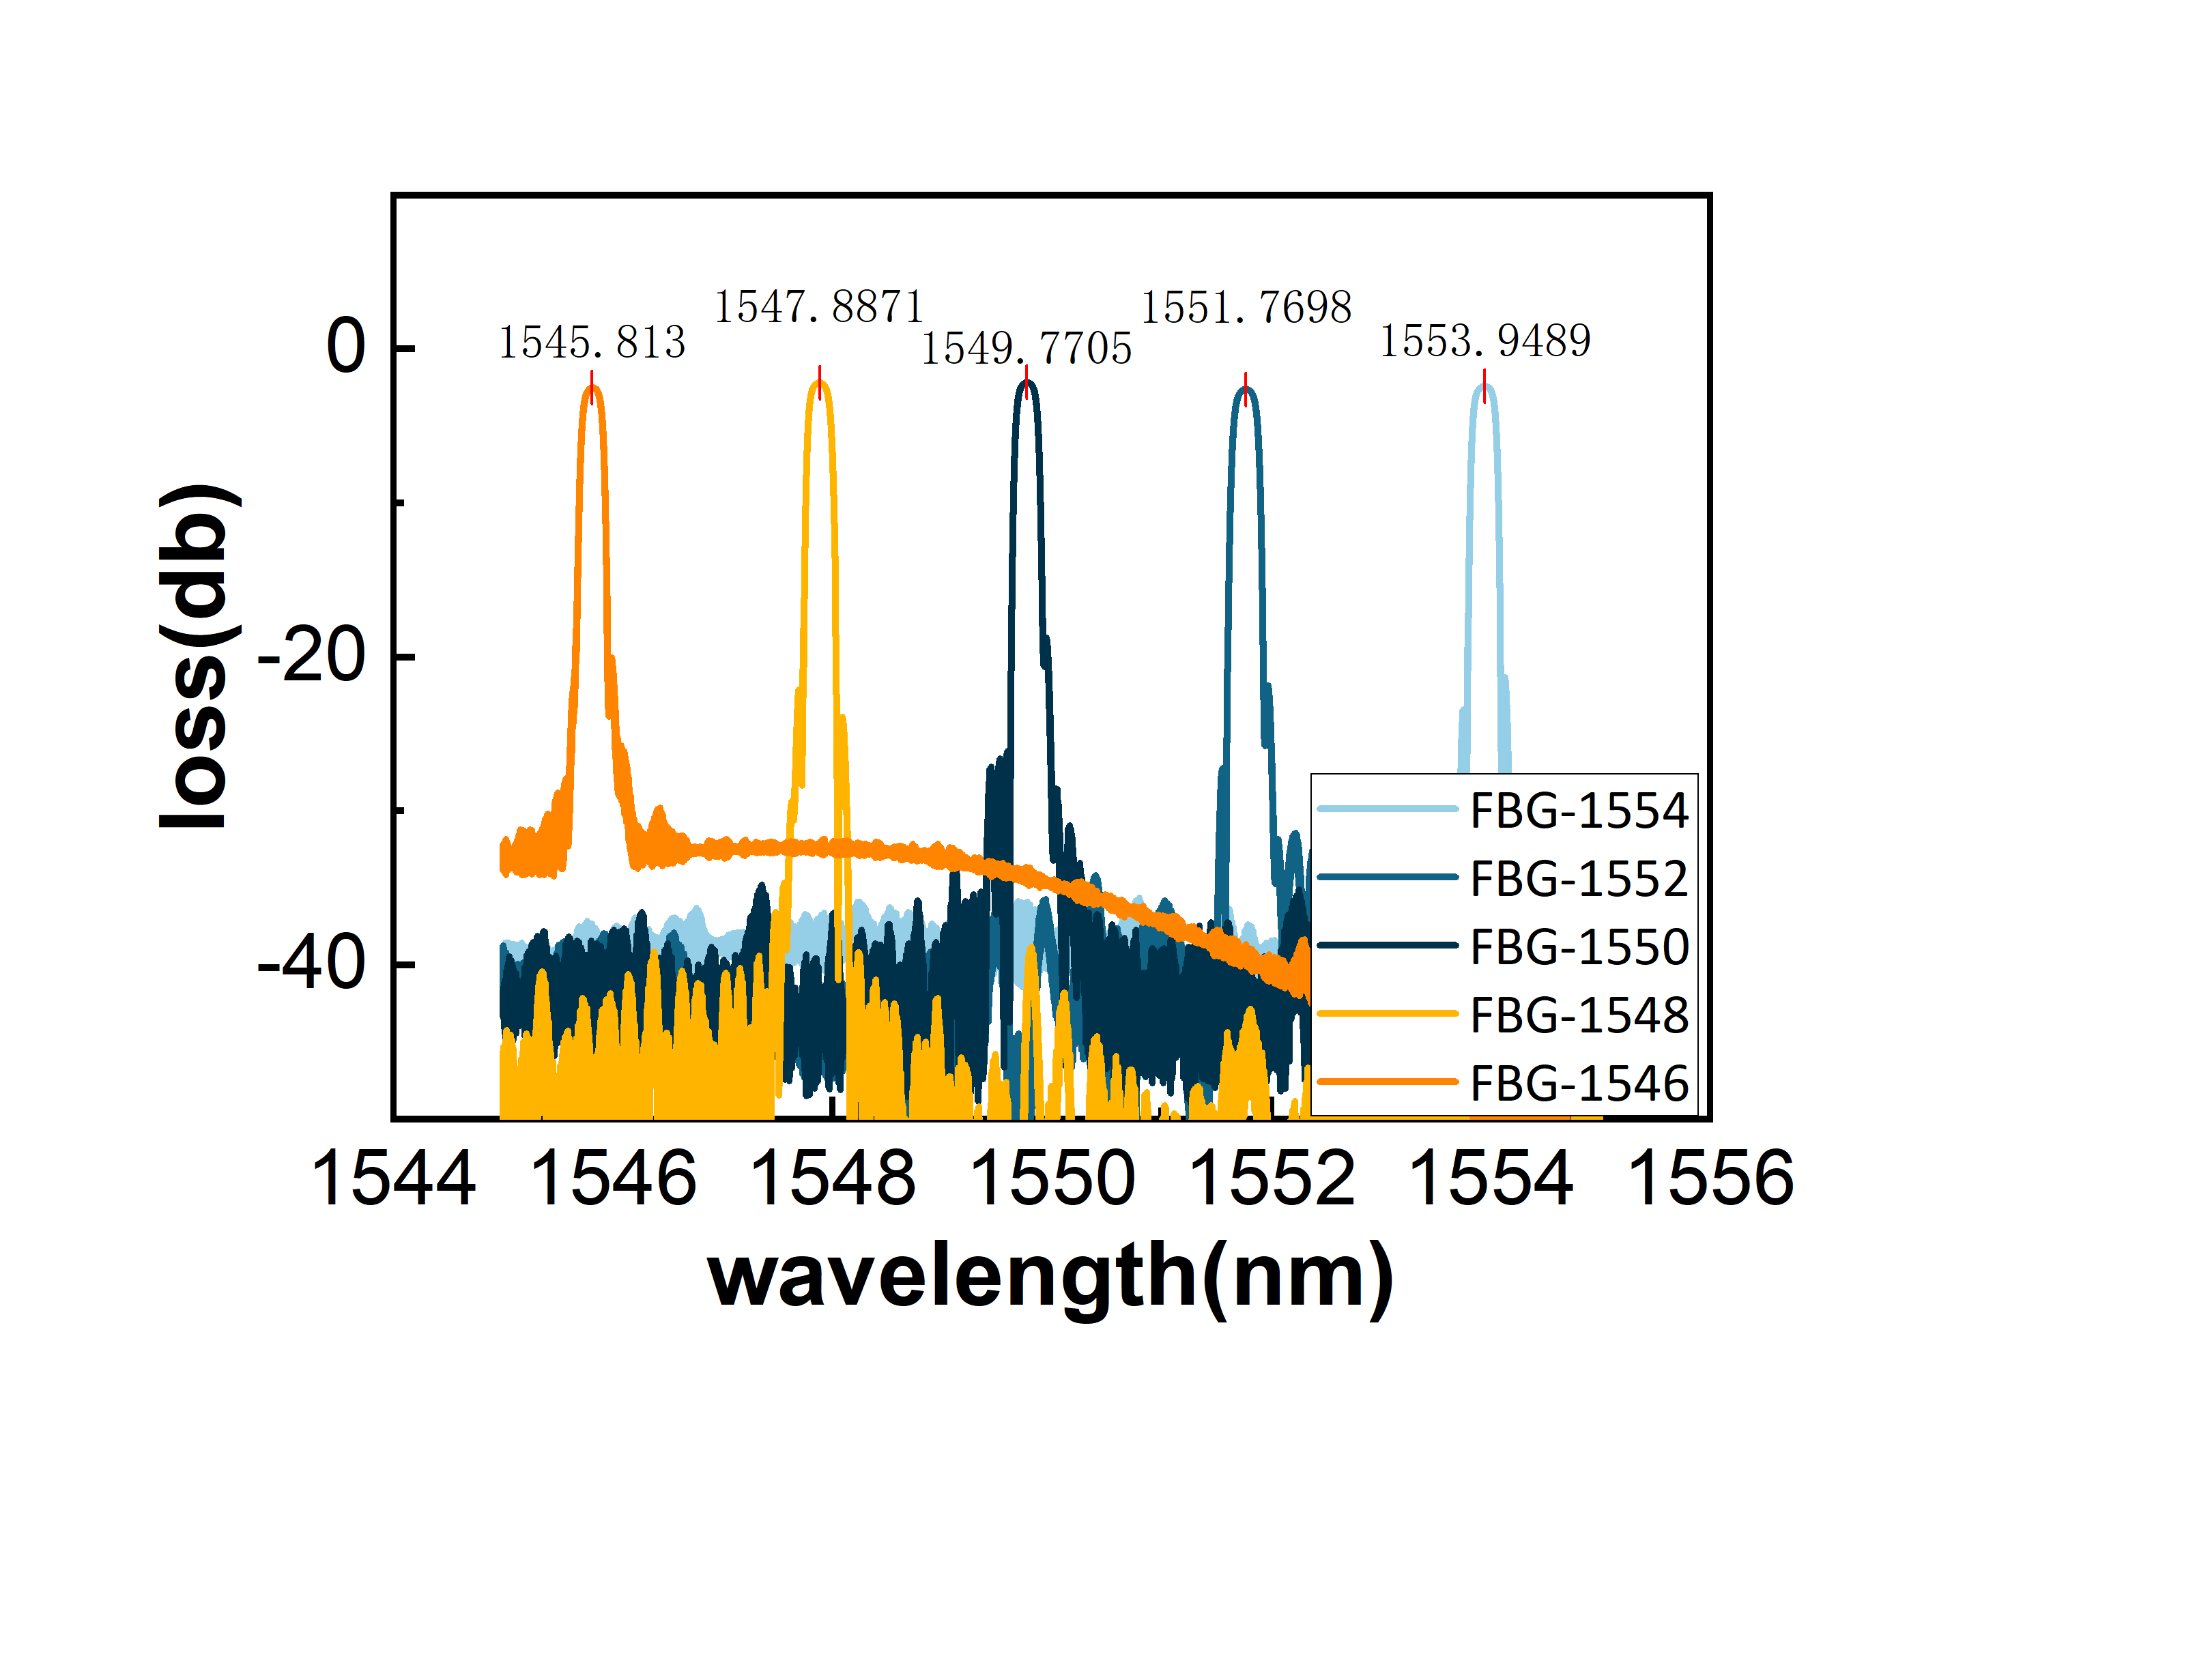 1547. 8871
1551. 7698
1545. 813
1549. 7705
1553. 9489
0
-20
-40
loss(db)
FBG-1554
FBG-1552
FBG-1550
FBG-1548
FBG-1546
1544 1546 1548 1550 1552 1554 1556
wavelength(nm)